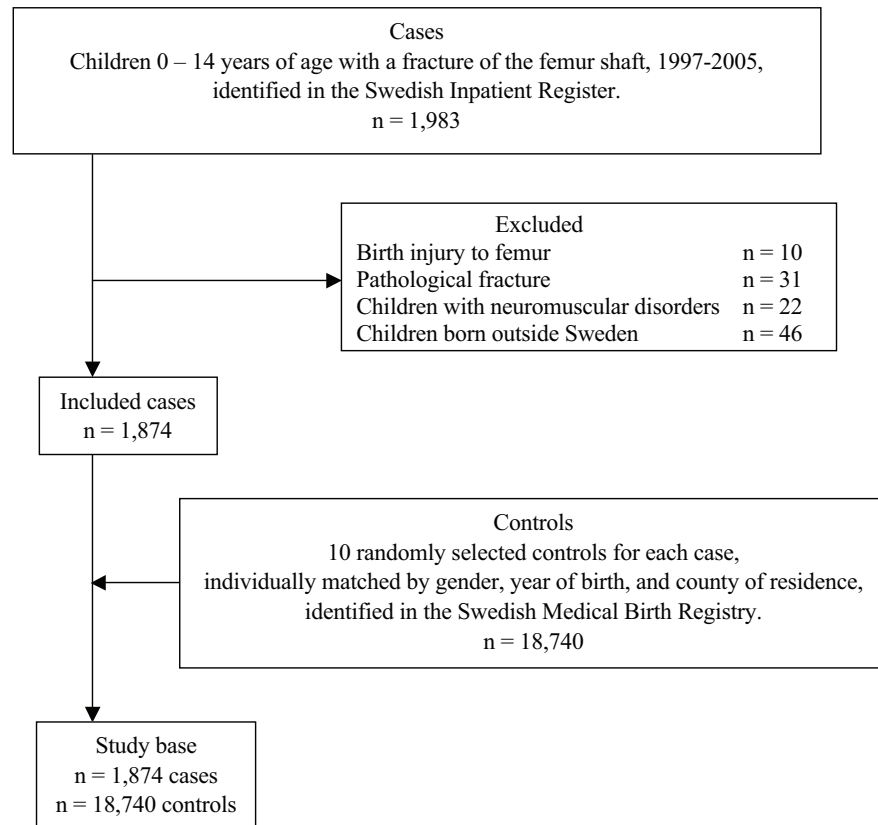 Cases
Children 0 – 14 years of age with a fracture of the femur shaft, 1997-2005,
identified in the Swedish Inpatient Register.
n = 1,983
Excluded
Birth injury to femur n = 10
Pathological fracture n = 31
Children with neuromuscular disorders n = 22
Children born outside Sweden n = 46
Included cases
n = 1,874
Controls
10 randomly selected controls for each case,
individually matched by gender, year of birth, and county of residence,
identified in the Swedish Medical Birth Registry.
n = 18,740
Study base
n = 1,874 cases
n = 18,740 controls